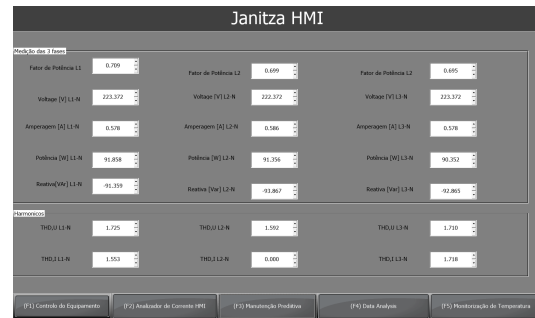 Janitza HMI
Medição das 3 fases
Fator de Potência L1 0.709 Fator de Potência L2 0.699 Fator de Potência L2 0.695
Voltage [V] L1-N 223.372 Voltage [V] L2-N 222.372 Voltage [V] L3-N 223.372
Amperagem [A] L1-N 0.578 Amperagem [A] L2-N 0.586 Amperagem [A] L3-N 0.578
Potência [W] L1-N 91.858 Potência [W] L2-N 91.356 Potência [W] L3-N 90.352
Reativa[VAr] L1-N -91.359 Reativa [Var] L2-N -93.867 Reativa [Var] L3-N -92.865
Harmonicos
THD,U L1-N 1.725 THD,U L2-N 1.592 THD,U L3-N 1.710
THD,I L1-N 1.553 THD,I L2-N 0.000 THD,I L3-N 1.718
(F1) Controlo do Equipamento (F2) Analizador de Corrente HMI (F3) Manutenção Preditiva (F4) Data Analysis (F5) Monitorização de Temperatura